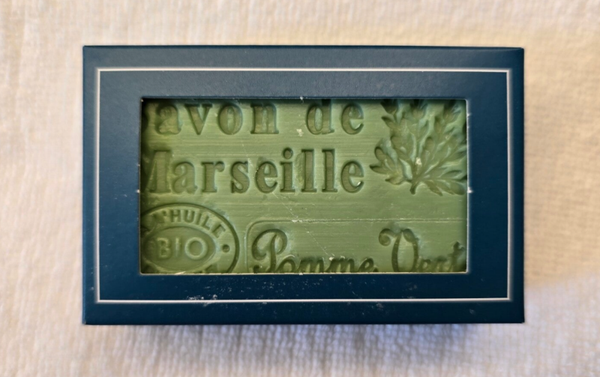 avon de
Marseille
L'HUILE
BIO
Pomme Vert